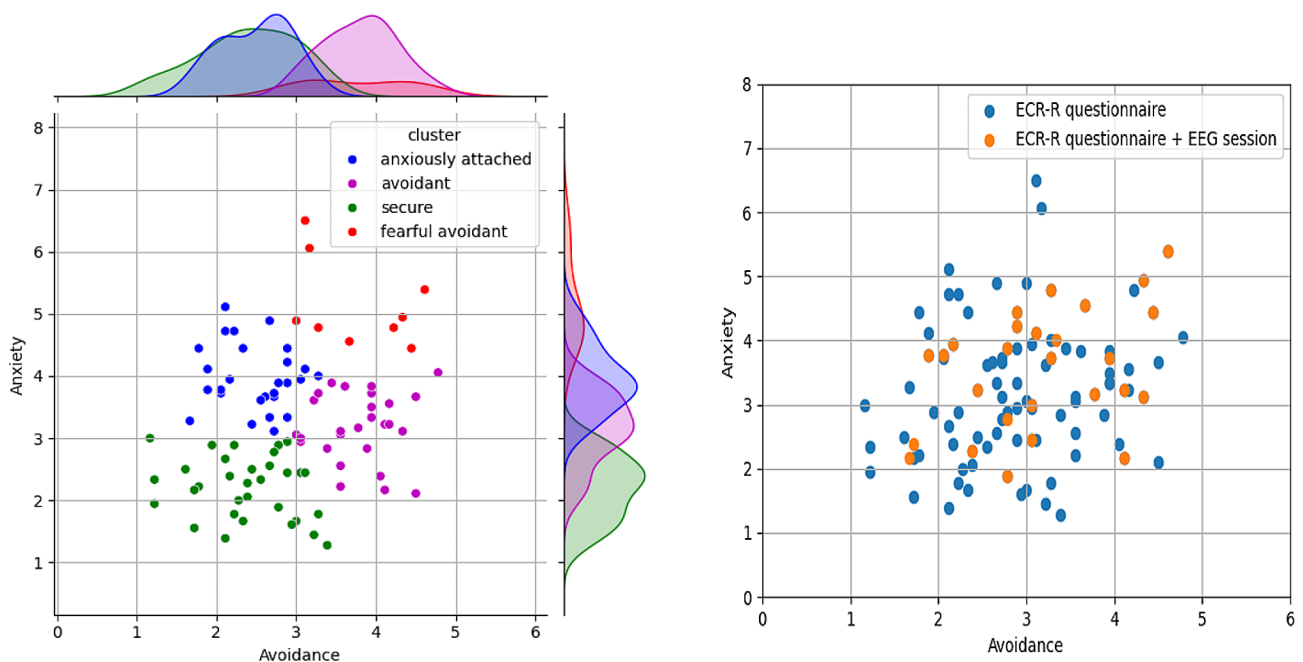 8
7
6
5
4
3
2
1
Anxiety
cluster
anxiously attached
avoidant
secure
fearful avoidant
0 1 2 3 4 5 6
Avoidance
8
7
6
5
4
3
2
1
0
Anxiety
ECR-R questionnaire
ECR-R questionnaire + EEG session
0 1 2 3 4 5 6
Avoidance